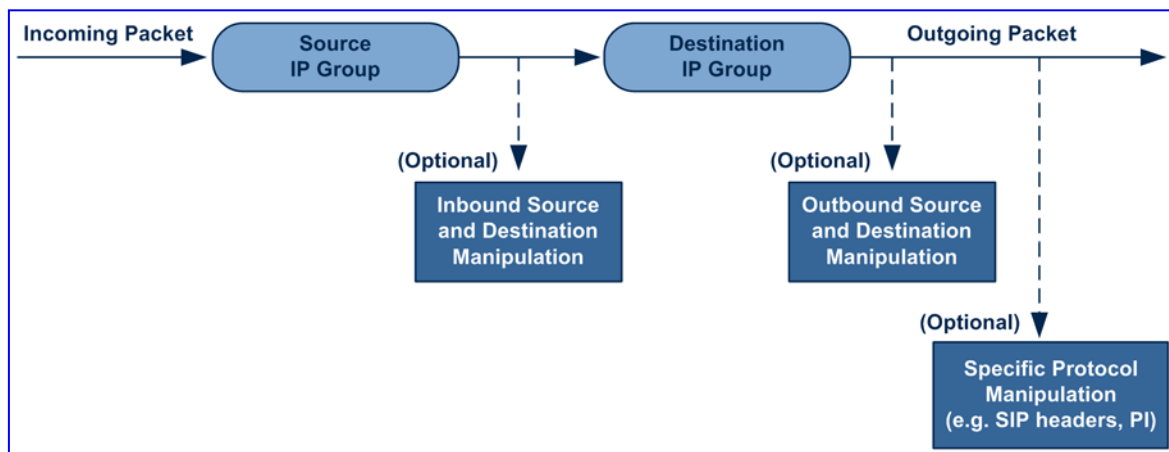 Incoming Packet
Source
IP Group
Destination
IP Group
Outgoing Packet
(Optional)
Inbound Source
and Destination
Manipulation
(Optional)
Outbound Source
and Destination
Manipulation
(Optional)
Specific Protocol
Manipulation
(e.g. SIP headers, PI)